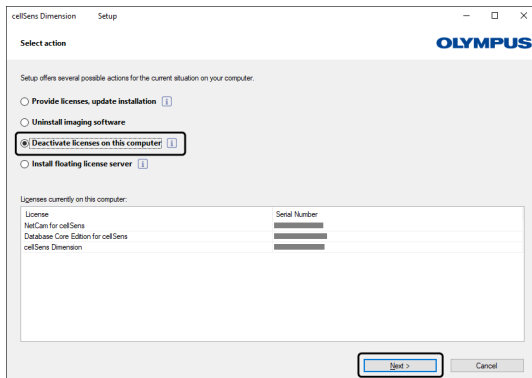 cellSens Dimension Setup
Select action
OLYMPUS
Setup offers several possible actions for the current situation on your computer.
Provide licenses, update installation i
Uninstall imaging software
Deactivate licenses on this computer i
Install floating license server i
Licenses currently on this computer:
License Serial Number
NetCam for cellSens
Database Core Edition for cellSens
cellSens Dimension
Next > Cancel